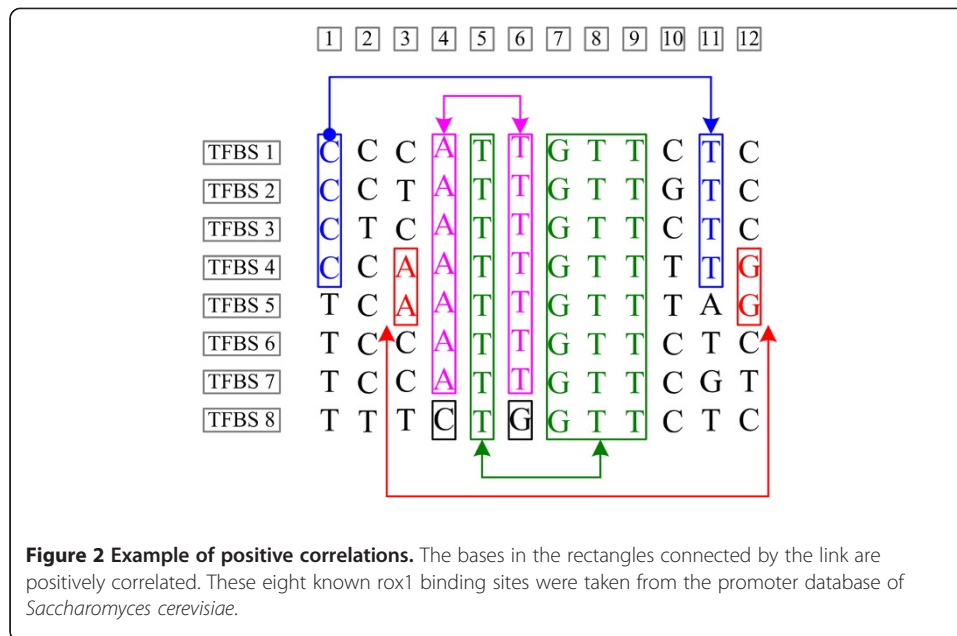 1 2 3 4 5 6 7 8 9 10 11 12
TFBS 1 C C C A T T G T T C T C
TFBS 2 C C T A T T G T T G T C
TFBS 3 C T C A T T G T T C T C
TFBS 4 C C A A T T G T T T T G
TFBS 5 T C A A T T G T T T A G
TFBS 6 T C C A T T G T T C T C
TFBS 7 T C C A T T G T T C G T
TFBS 8 T T T C T G G T T C T C
Figure 2 Example of positive correlations. The bases in the rectangles connected by the link are
positively correlated. These eight known rox1 binding sites were taken from the promoter database of
Saccharomyces cerevisiae.